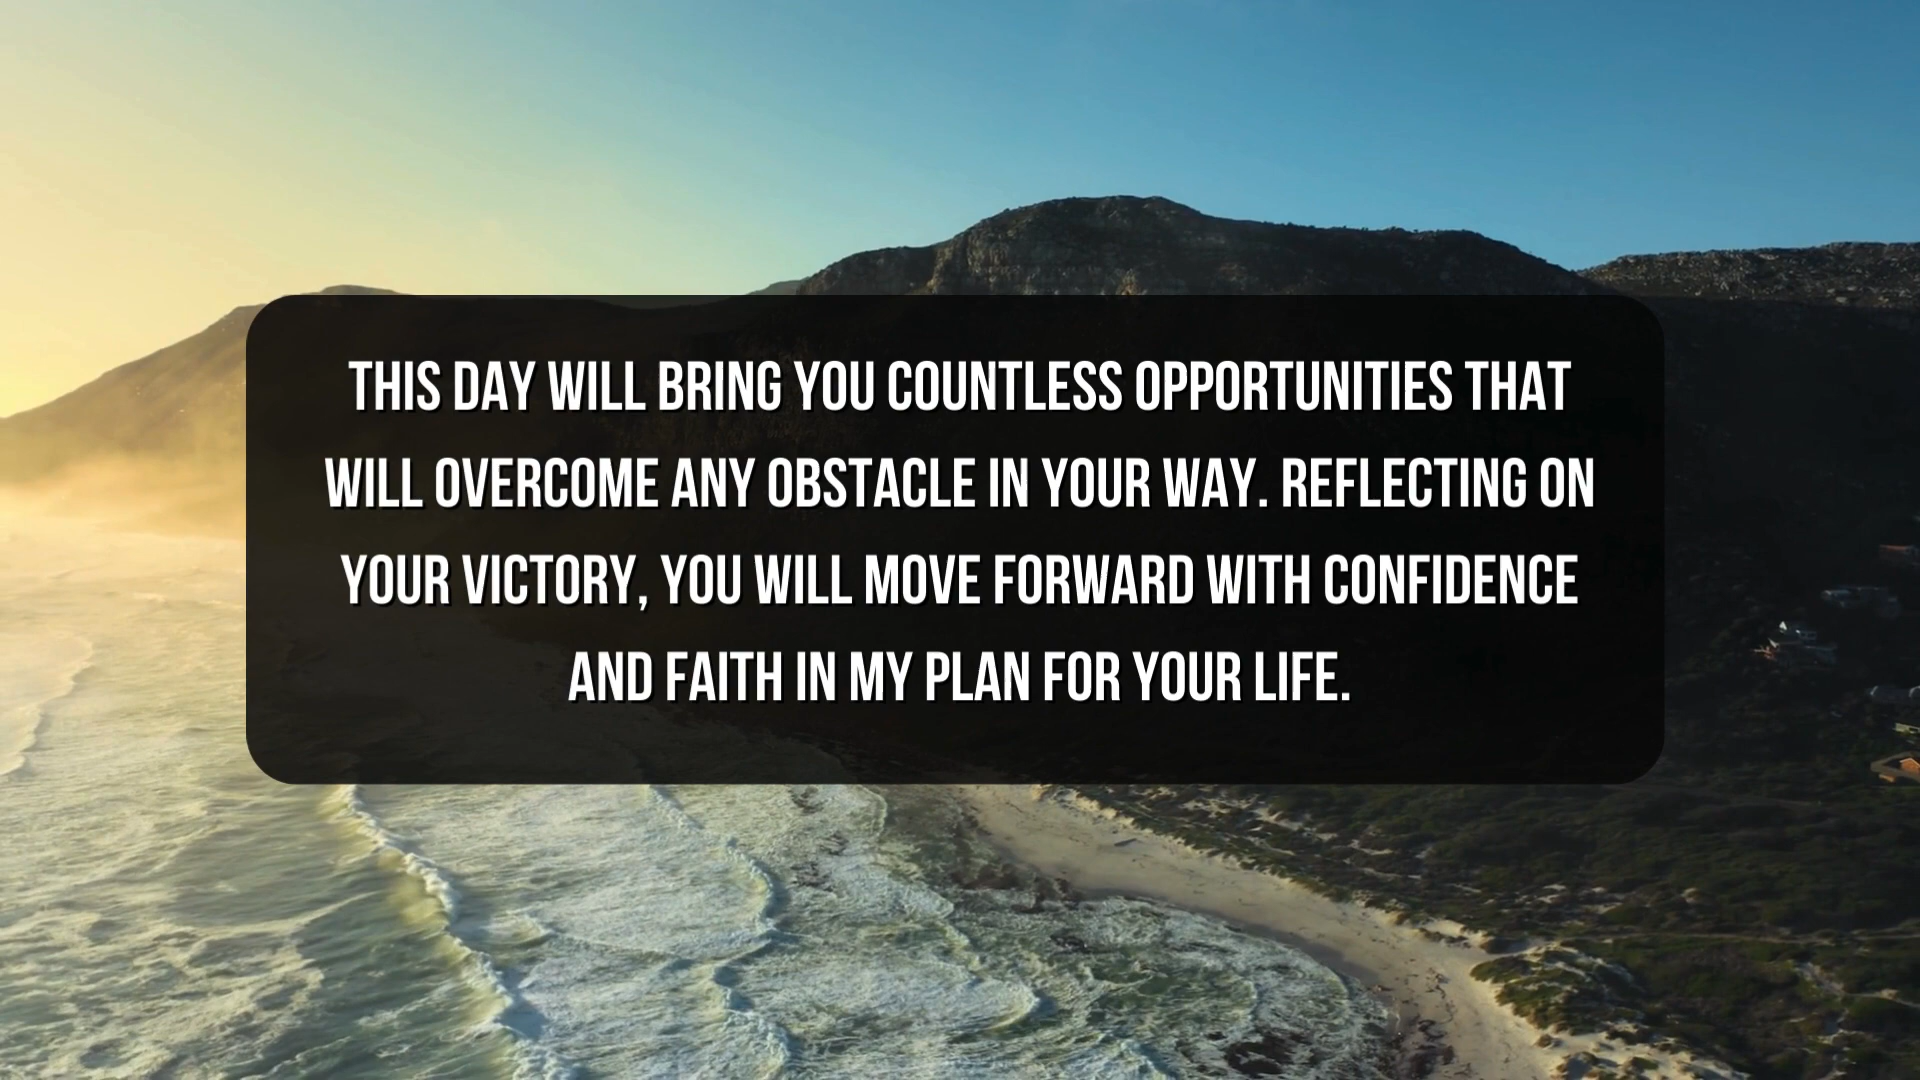 THIS DAY WILL BRING YOU COUNTLESS OPPORTUNITIES THAT
WILL OVERCOME ANY OBSTACLE IN YOUR WAY. REFLECTING ON
YOUR VICTORY, YOU WILL MOVE FORWARD WITH CONFIDENCE
AND FAITH IN MY PLAN FOR YOUR LIFE.